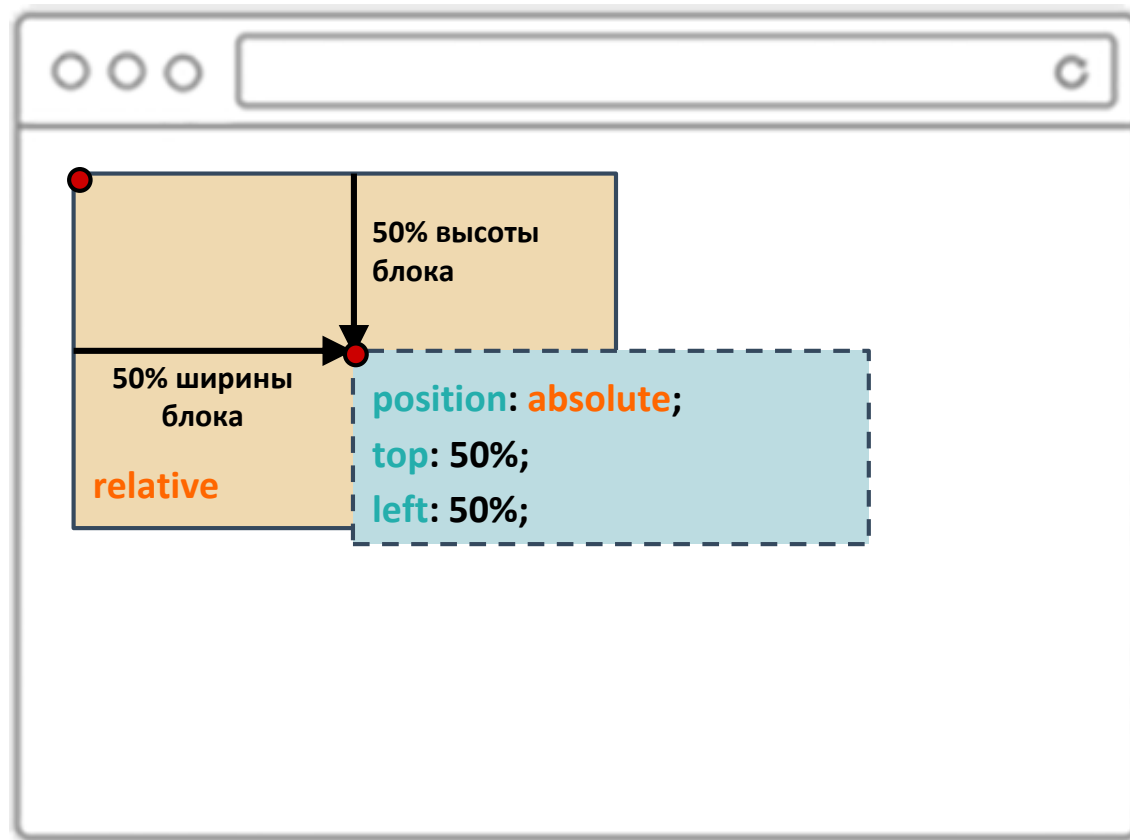 50% высоты
блока
50% ширины
блока
relative
position: absolute;
top: 50%;
left: 50%;